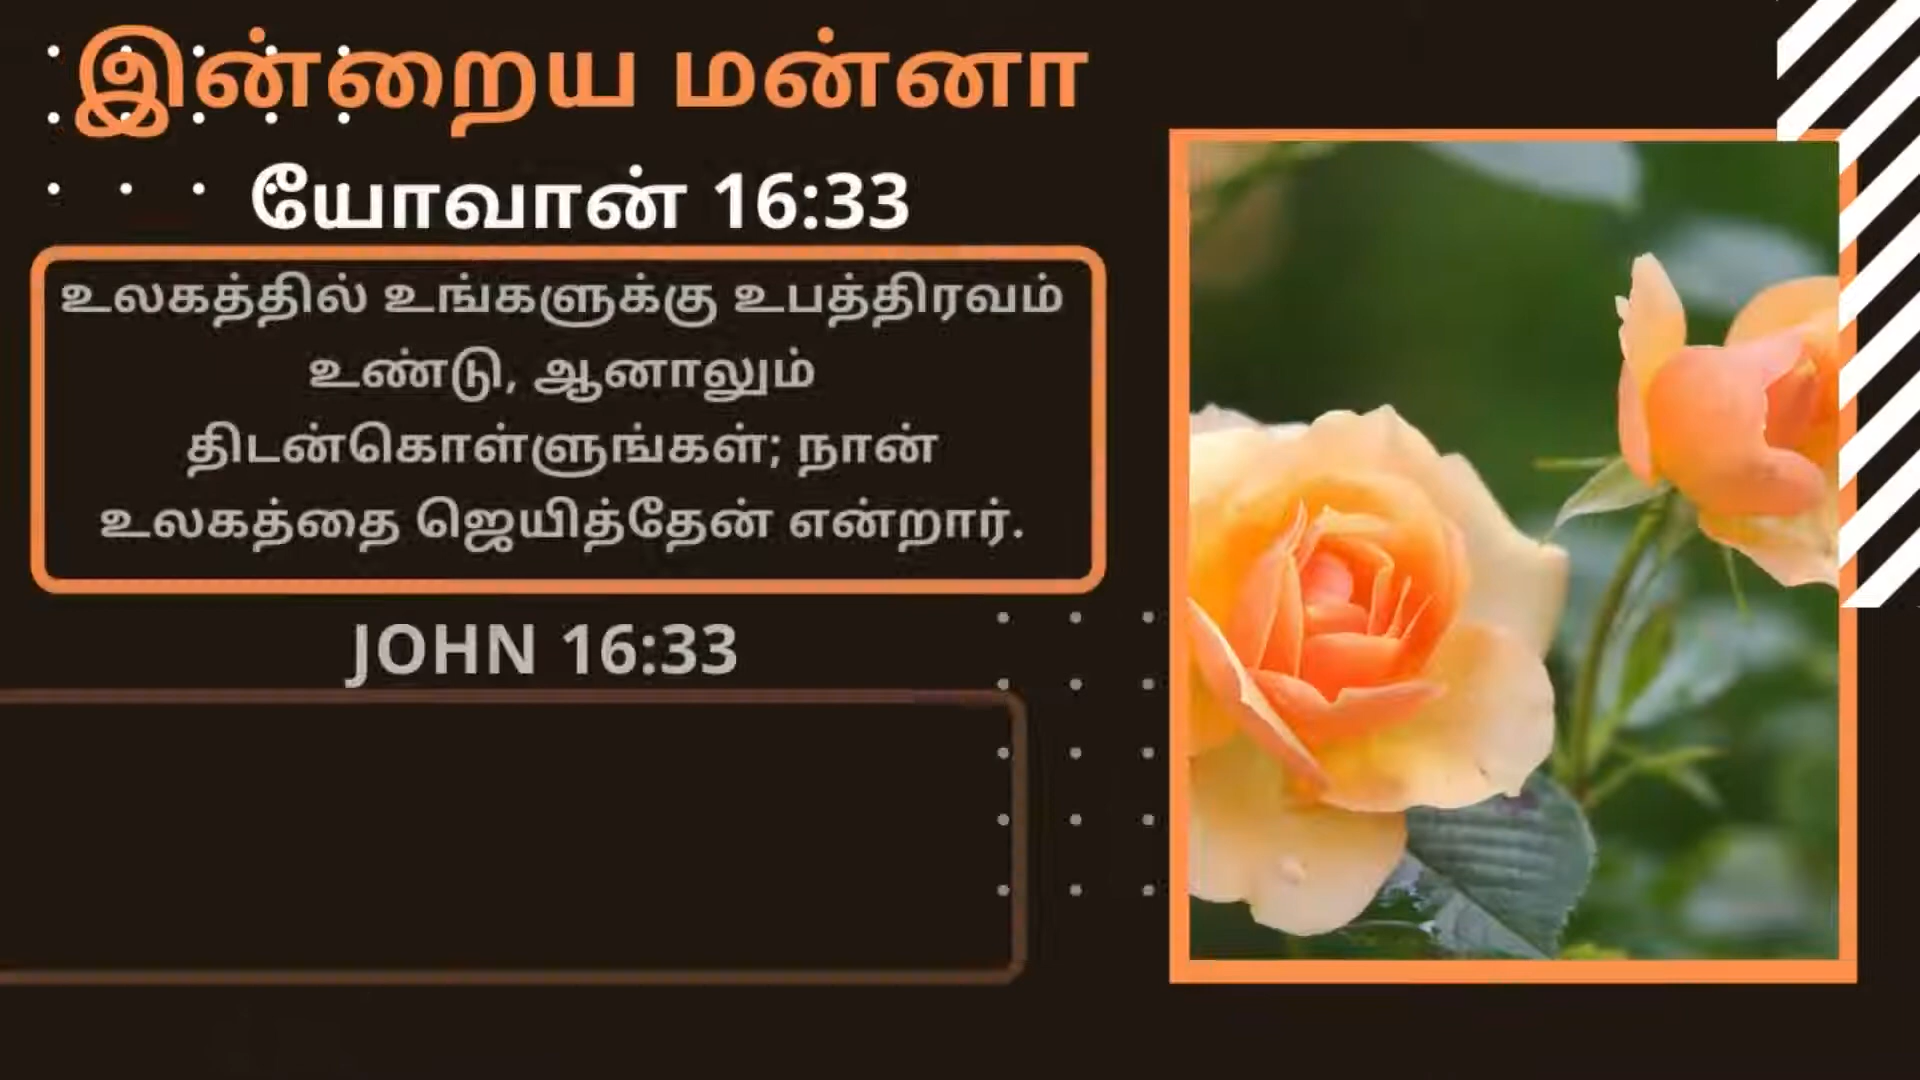 இன்றைய மன்னா
யோவான் 16:33
உலகத்தில் உங்களுக்கு உபத்திரவம்
உண்டு, ஆனாலும்
திடன்கொள்ளுங்கள்; நான்
உலகத்தை ஜெயித்தேன் என்றார்.
JOHN 16:33